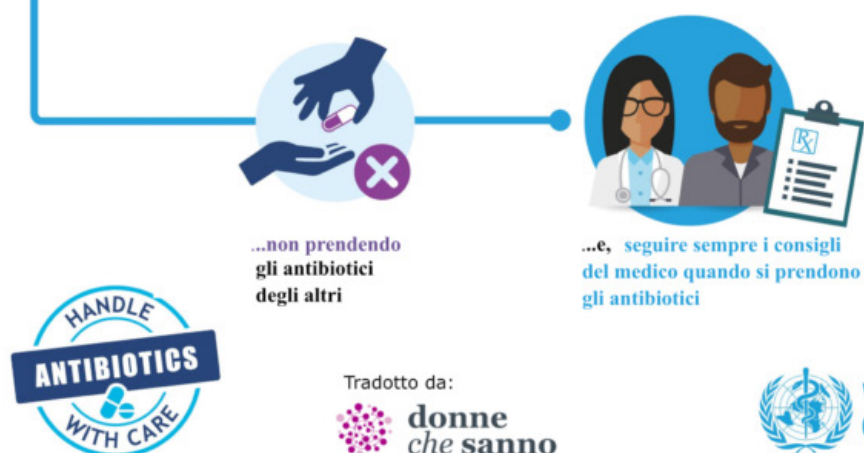 ...non prendendo
gli antibiotici
degli altri
...e, seguire sempre i consigli
del medico quando si prendono
gli antibiotici
RX
HANDLE
ANTIBIOTICS
WITH CARE
Tradotto da:
donne
che sanno